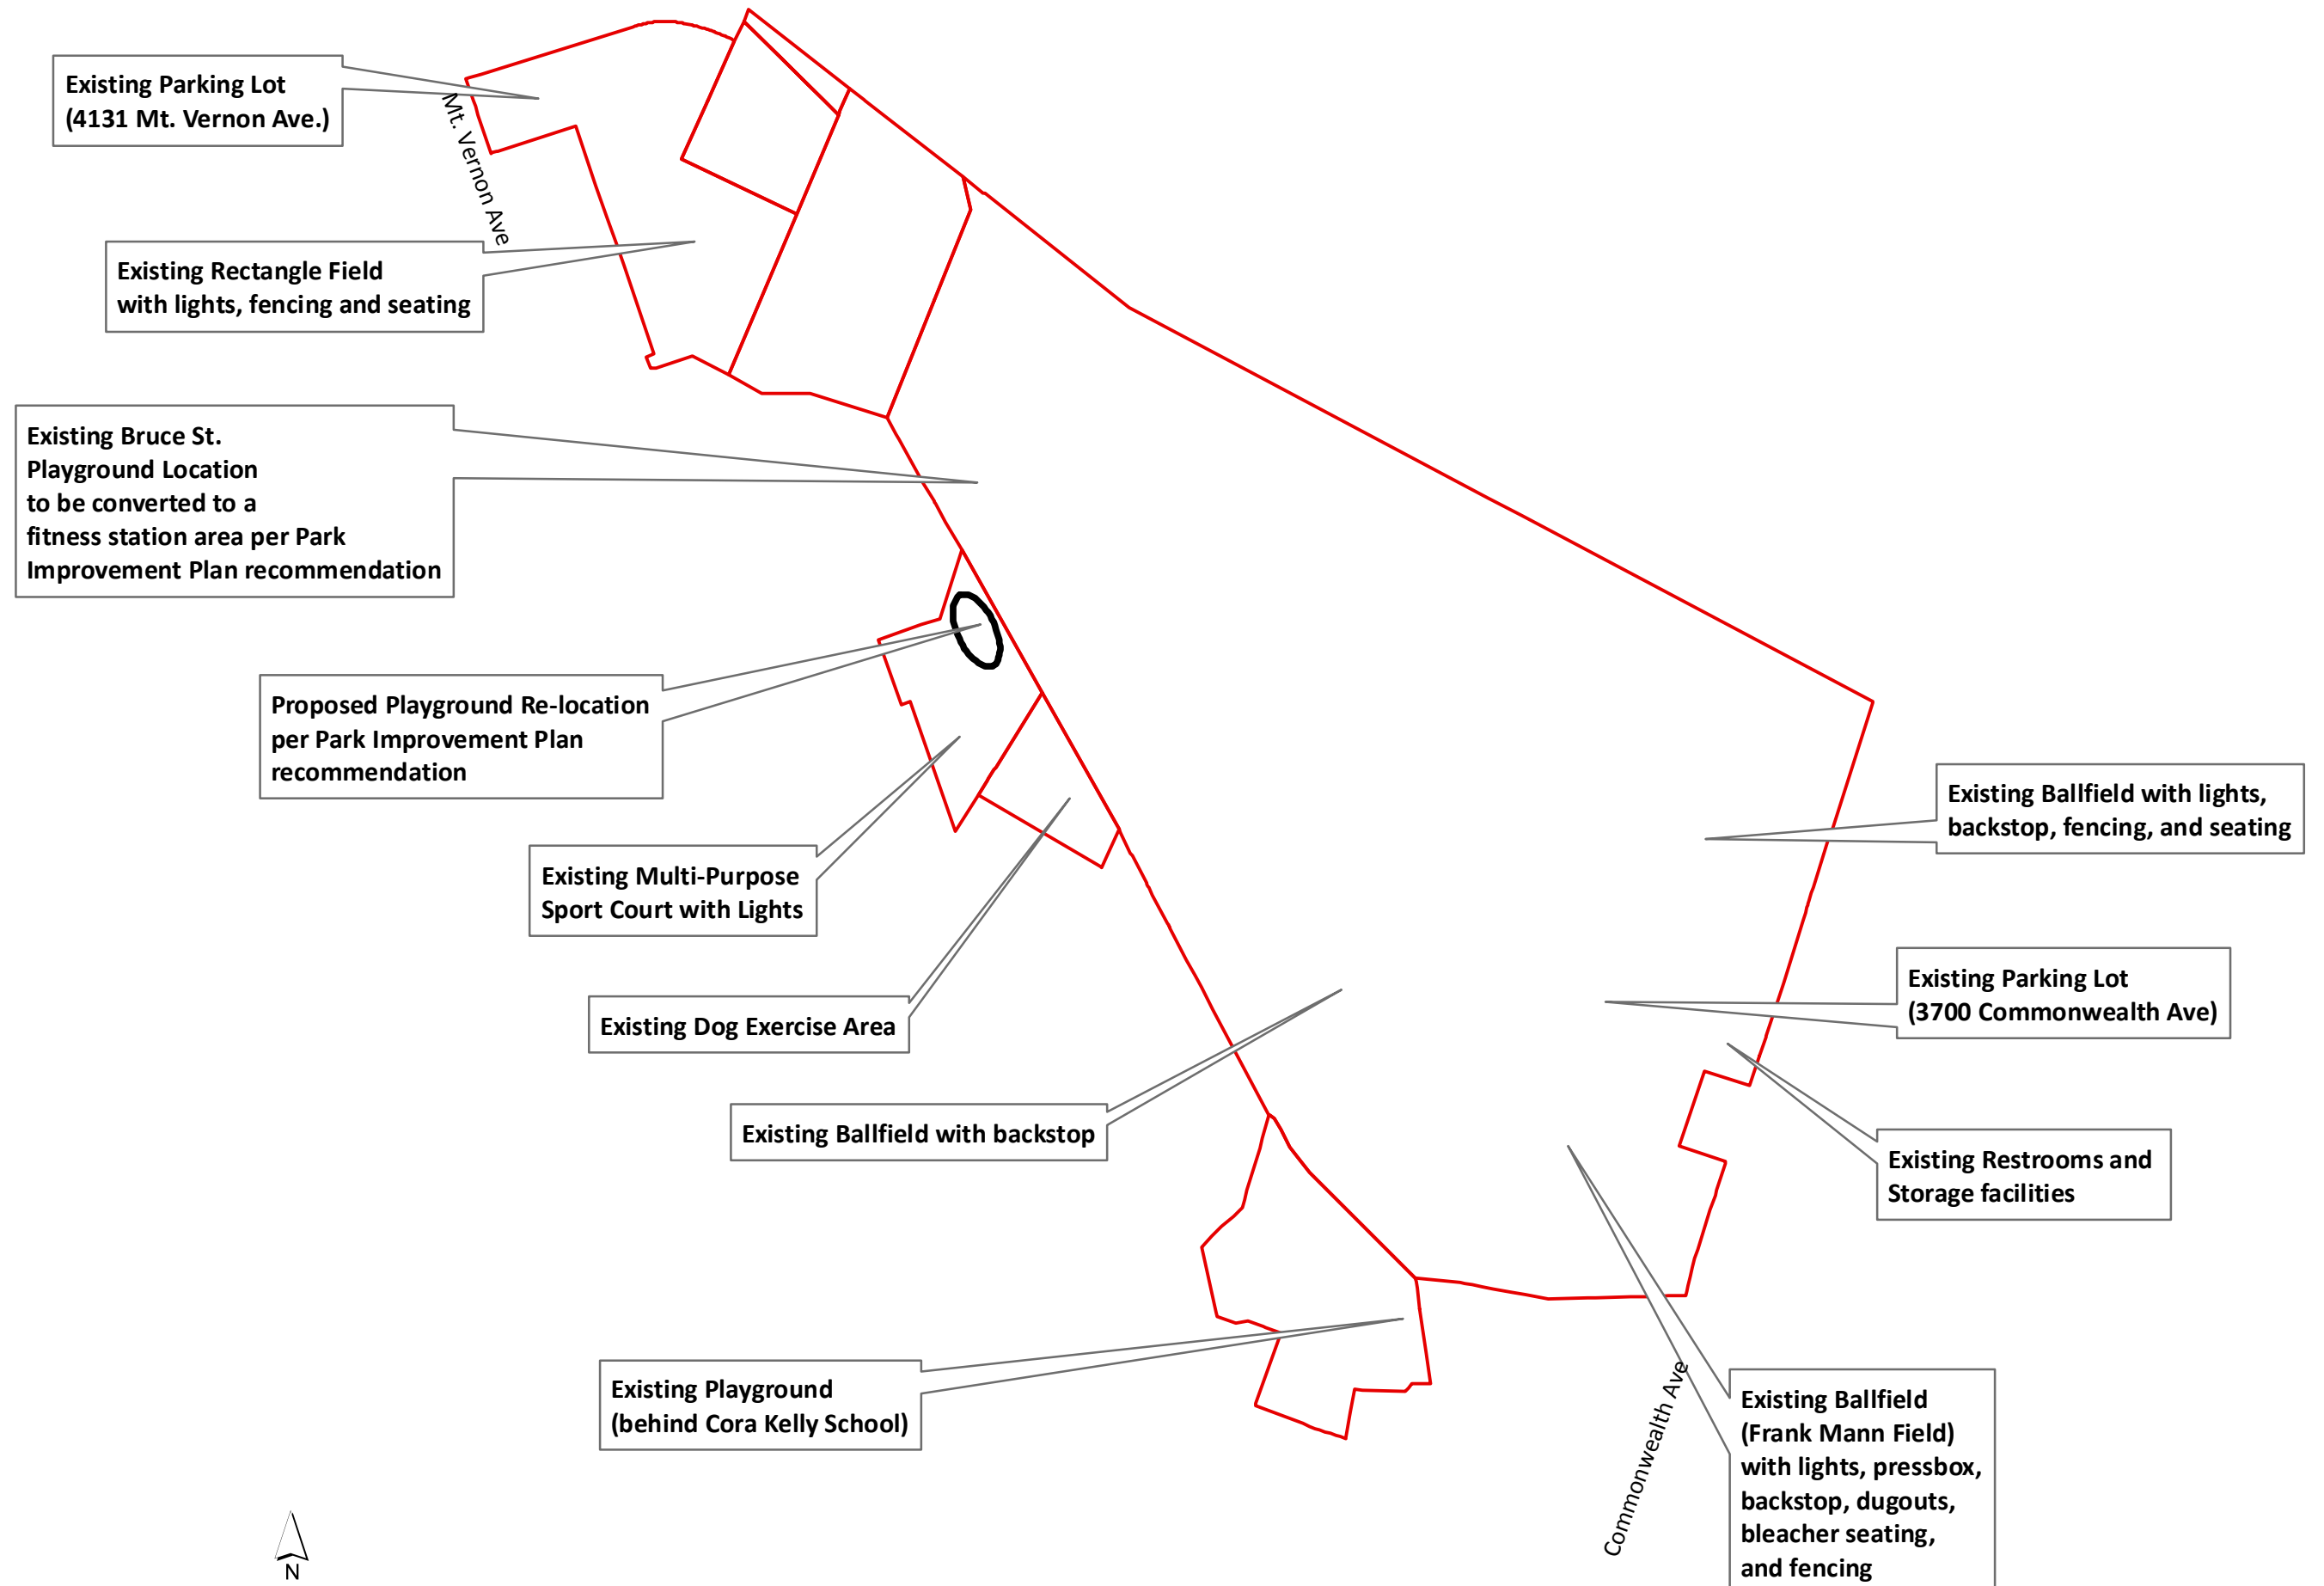 Existing Parking Lot
(4131 Mt. Vernon Ave.)
Mt. Vernon Ave
Existing Rectangle Field
with lights, fencing and seating
Existing Bruce St.
Playground Location
to be converted to a
fitness station area per Park
Improvement Plan recommendation
Proposed Playground Re-location
per Park Improvement Plan
recommendation
Existing Ballfield with lights,
backstop, fencing, and seating
Existing Multi-Purpose
Sport Court with Lights
Existing Parking Lot
(3700 Commonwealth Ave)
Existing Dog Exercise Area
Existing Ballfield with backstop
Existing Restrooms and
Storage facilities
Existing Playground
(behind Cora Kelly School)
Commonwealth Ave
Existing Ballfield
(Frank Mann Field)
with lights, pressbox,
backstop, dugouts,
bleacher seating,
and fencing
N